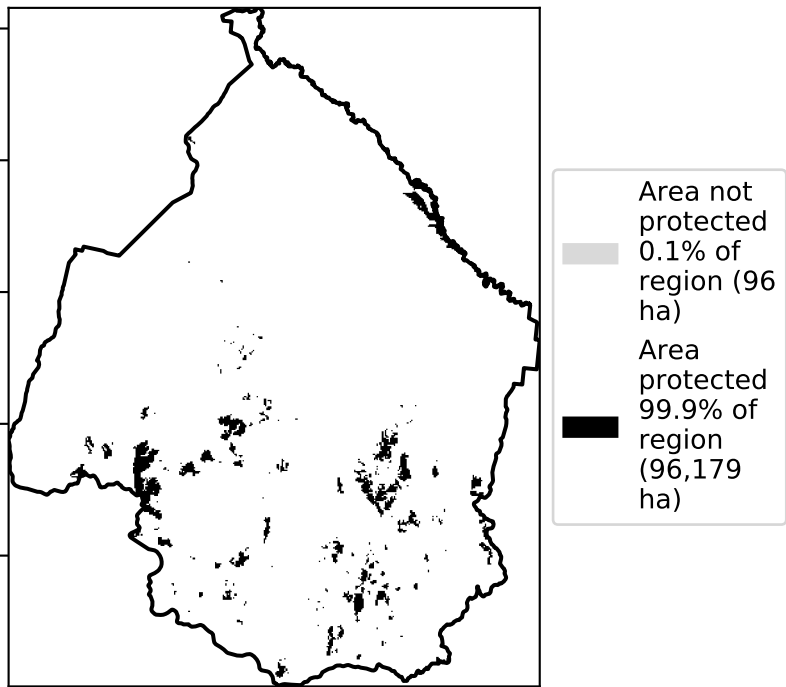 Area not
protected
0.1% of
region (96
ha)
Area
protected
99.9% of
region
(96,179
ha)